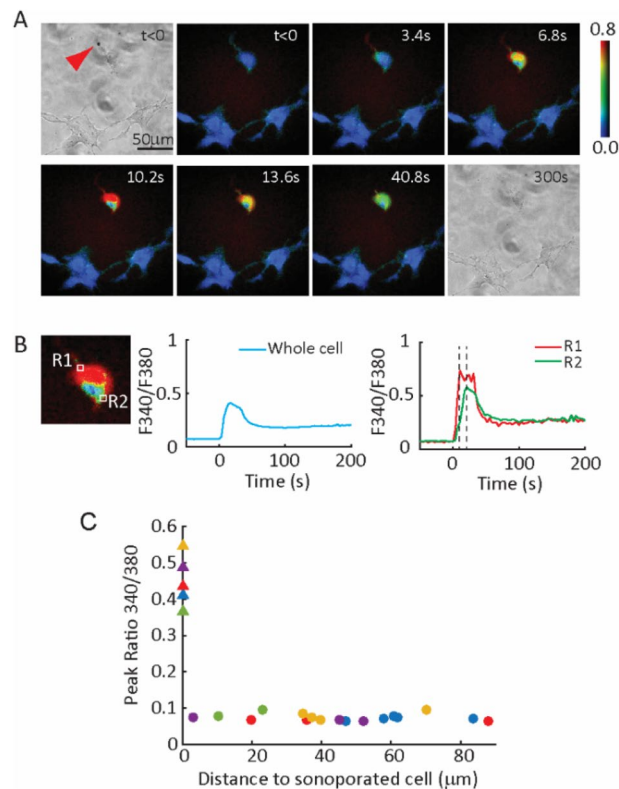 A
t<0
t<0
3.4s
6.8s
0.8
50μm
0.0
10.2s
13.6s
40.8s
300s
B
R1
R2
F340/F380
1
0.5
0
Whole cell
0 100 200
Time (s)
F340/F380
1
0.5
0
R1
R2
0 100 200
Time (s)
C
Peak Ratio 340/380
0.6
0.5
0.4
0.3
0.2
0.1
0
0 20 40 60 80
Distance to sonoporated cell (μm)